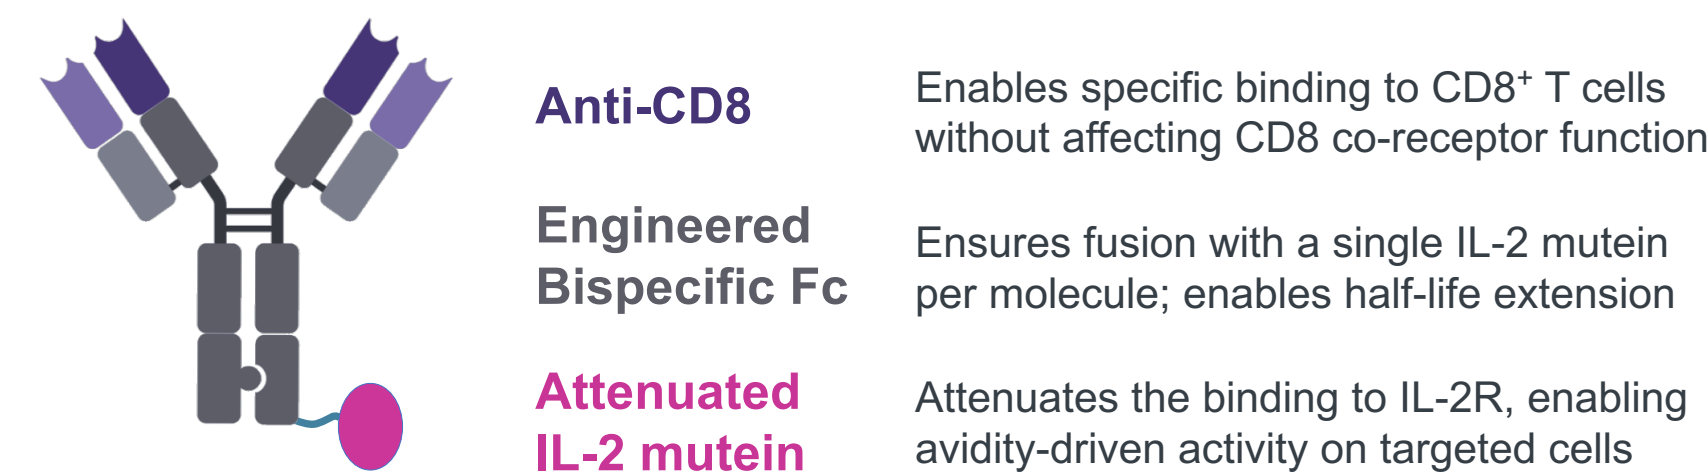 Anti-CD8
Enables specific binding to CD8⁺ T cells
without affecting CD8 co-receptor function
Engineered
Bispecific Fc
Ensures fusion with a single IL-2 mutein
per molecule; enables half-life extension
Attenuated
IL-2 mutein
Attenuates the binding to IL-2R, enabling
avidity-driven activity on targeted cells